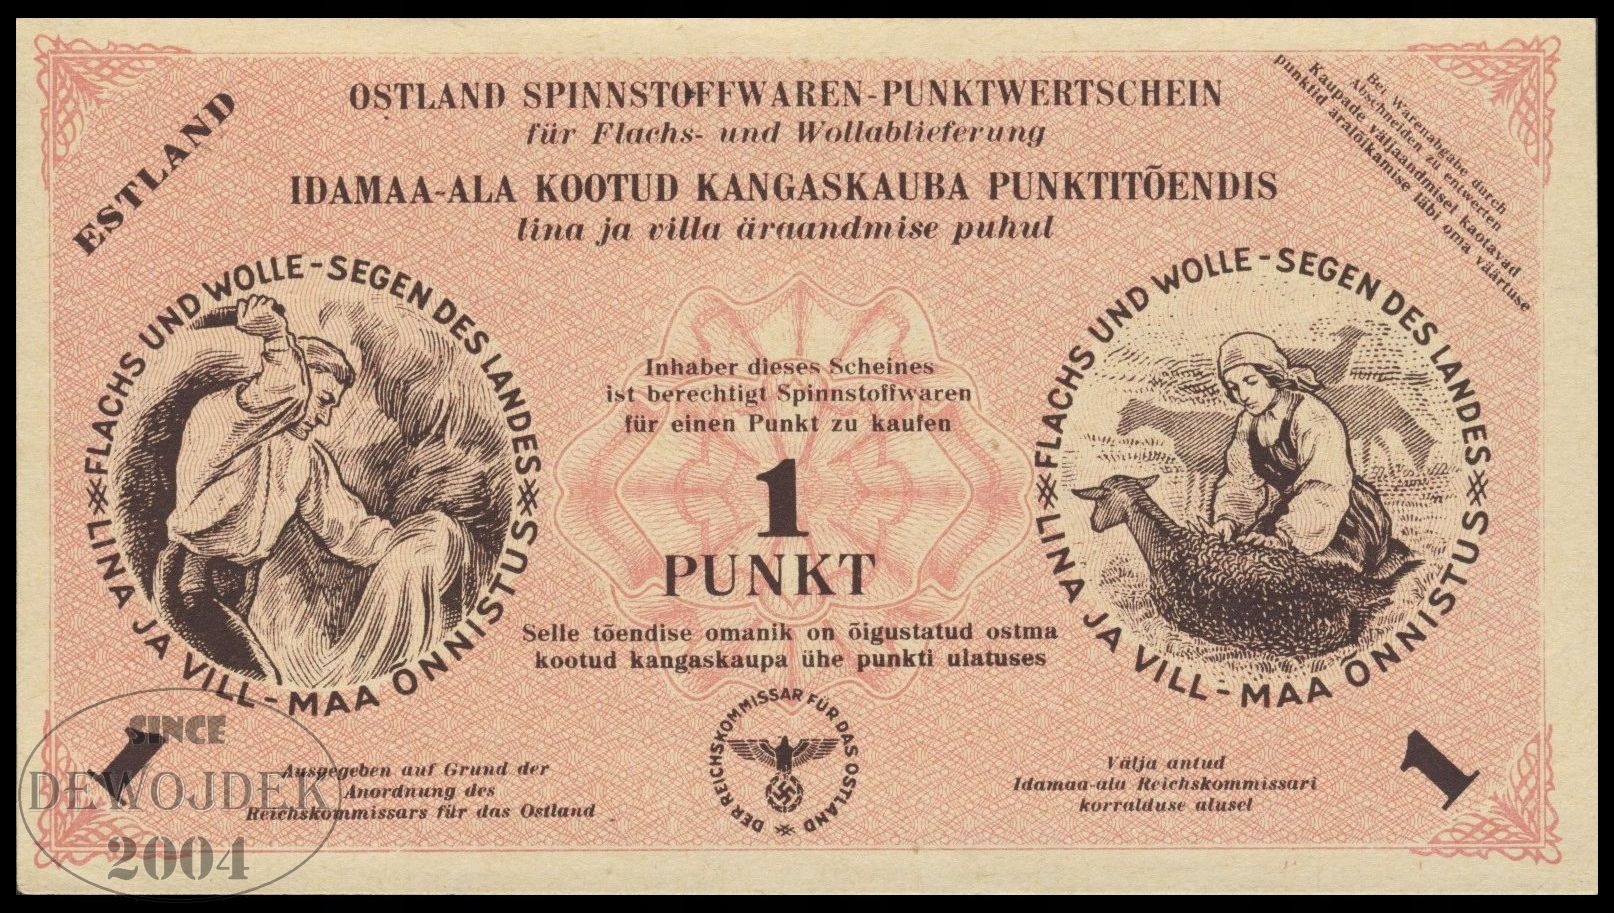 ESTLAND
OSTLAND SPINNSTOFFWAREN-PUNKTWERTSCHEIN
für Flachs- und Wollablieferung
IDAMAA-ALA KOOTUD KANGASKAUBA PUNKTITÕENDIS
lina ja villa äraandmise puhul
Bei Warenabgabe durch
Abschneiden zu entwerten
Kaupade väljaandmisel kaotavad
punktid äralõikamise läbi oma väärtuse
FLACHS UND WOLLE-SEGEN DES LANDES
LINA JA VILL-MAA ÕNNISTUS
Inhaber dieses Scheines
ist berechtigt Spinnstoffwaren
für einen Punkt zu kaufen
1
PUNKT
Selle tõendise omanik on õigustatud ostma
kootud kangaskaupa ühe punkti ulatuses
FLACHS UND WOLLE-SEGEN DES LANDES
LINA JA VILL-MAA ÕNNISTUS
1
Ausgegeben auf Grund der
Anordnung des
Reichskommissars für das Ostland
DER REICHSKOMMISSAR FÜR DAS OSTLAND
Välja antud
Idamaa-ala Reichskommissari
korralduse alusel
1
SINCE
DEWOJDEK
2004